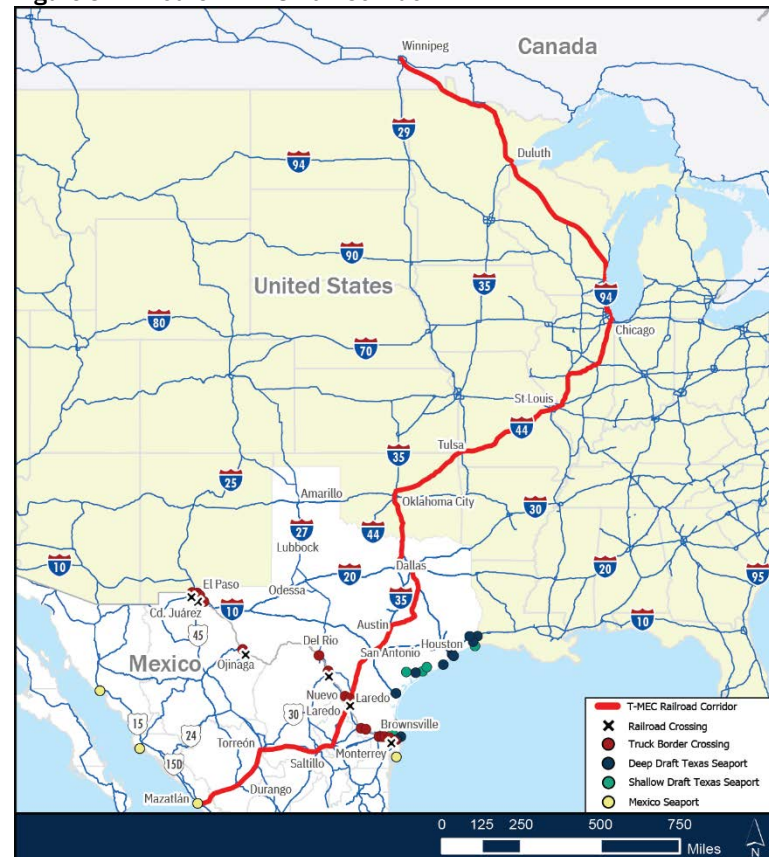 Winnipeg
Canada
29
Duluth
94
90
United States
35
94
80
Chicago
70
St Louis
44
Tulsa
35
25
Amarillo
Oklahoma City
30
27
44
Lubbock
10
20
Dallas
20
95
El Paso
Odessa
35
10
Cd. Juárez
Austin
10
45
Del Rio
Houston
San Antonio
Mexico
Ojinaga
Nuevo
Laredo
Laredo
15
24
30
Brownsville
Torreón
Monterrey
15D
Saltillo
Durango
Mazatlán
T-MEC Railroad Corridor
Railroad Crossing
Truck Border Crossing
Deep Draft Texas Seaport
Shallow Draft Texas Seaport
Mexico Seaport
0 125 250 500 750
Miles
N